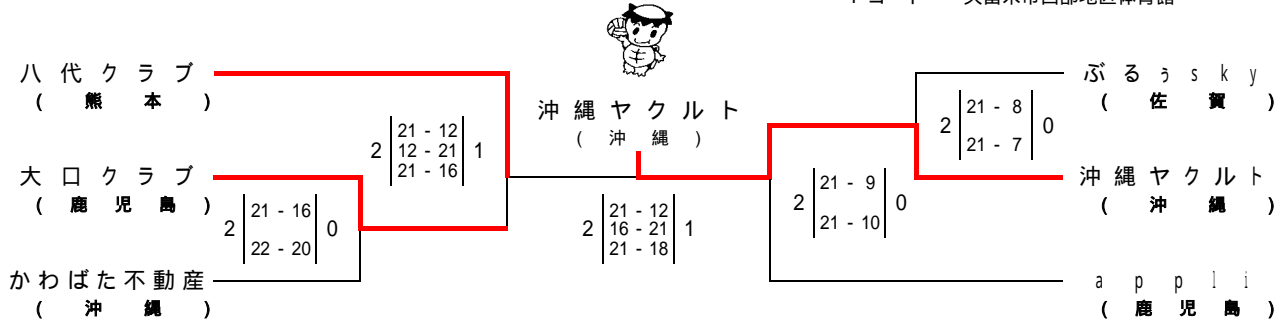 八代クラブ
(熊本)
大口クラブ
(鹿児島)
かわばた不動産
(沖縄)
2 21 - 12 1
12 - 21
21 - 16
2 21 - 16 0
22 - 20
沖縄ヤクルト
(沖縄)
2 21 - 12 1
16 - 21
21 - 18
2 21 - 8 0
21 - 7
2 21 - 9 0
21 - 10
ぶるぅsky
(佐賀)
沖縄ヤクルト
(沖縄)
appli
(鹿児島)